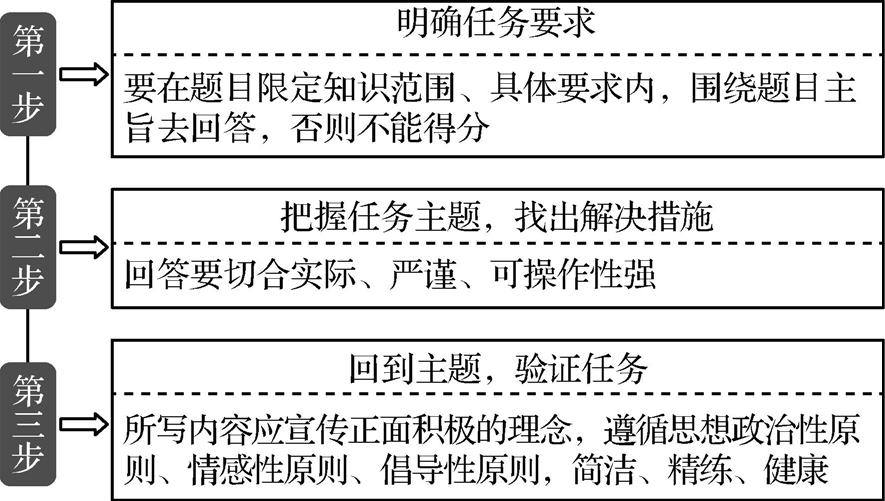 第一步
明确任务要求
要在题目限定知识范围、具体要求内，围绕题目主
旨去回答，否则不能得分
第二步
把握任务主题，找出解决措施
回答要切合实际、严谨、可操作性强
第三步
回到主题，验证任务
所写内容应宣传正面积极的理念，遵循思想政治性原
则、情感性原则、倡导性原则，简洁、精练、健康